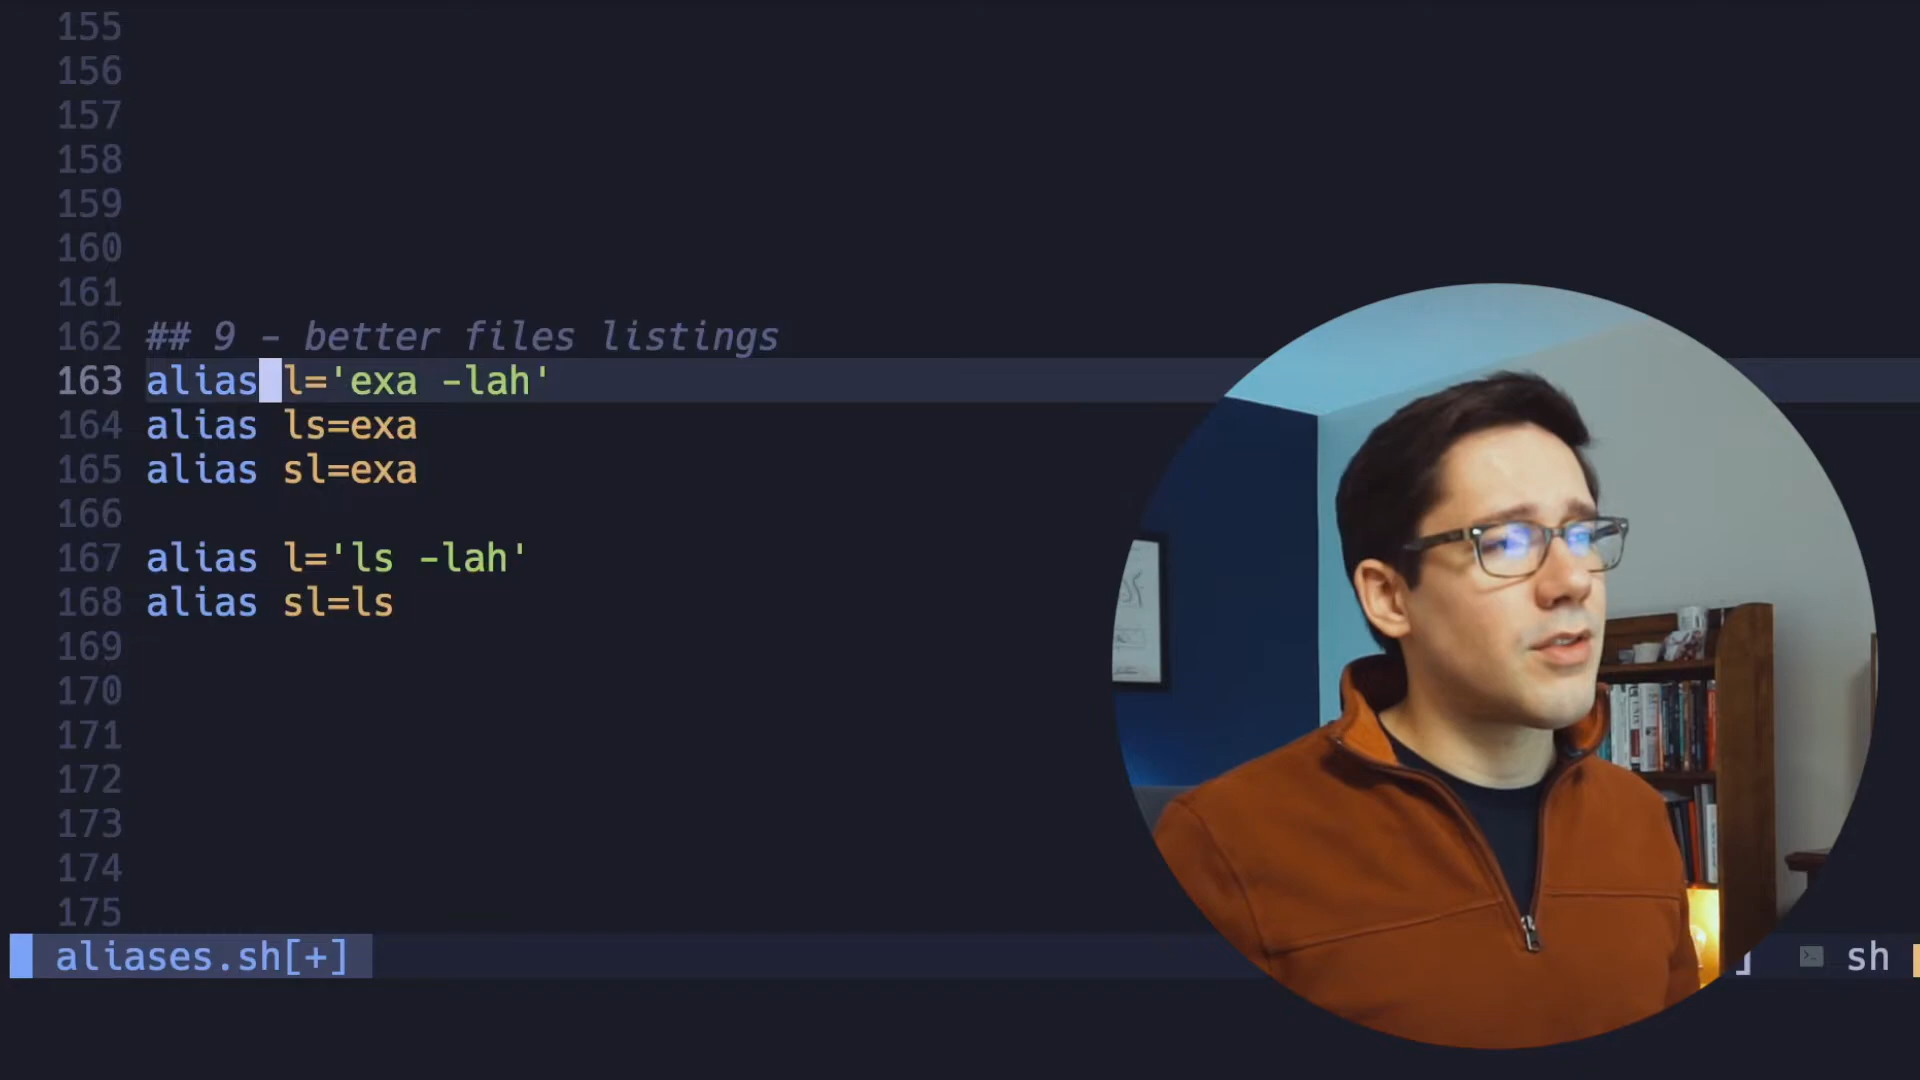 155
156
157
158
159
160
161
162 ## 9 - better files listings
163 alias l='exa -lah'
164 alias ls=exa
165 alias sl=exa
166
167 alias l='ls -lah'
168 alias sl=ls
169
170
171
172
173
174
175
aliases.sh[+] ] sh